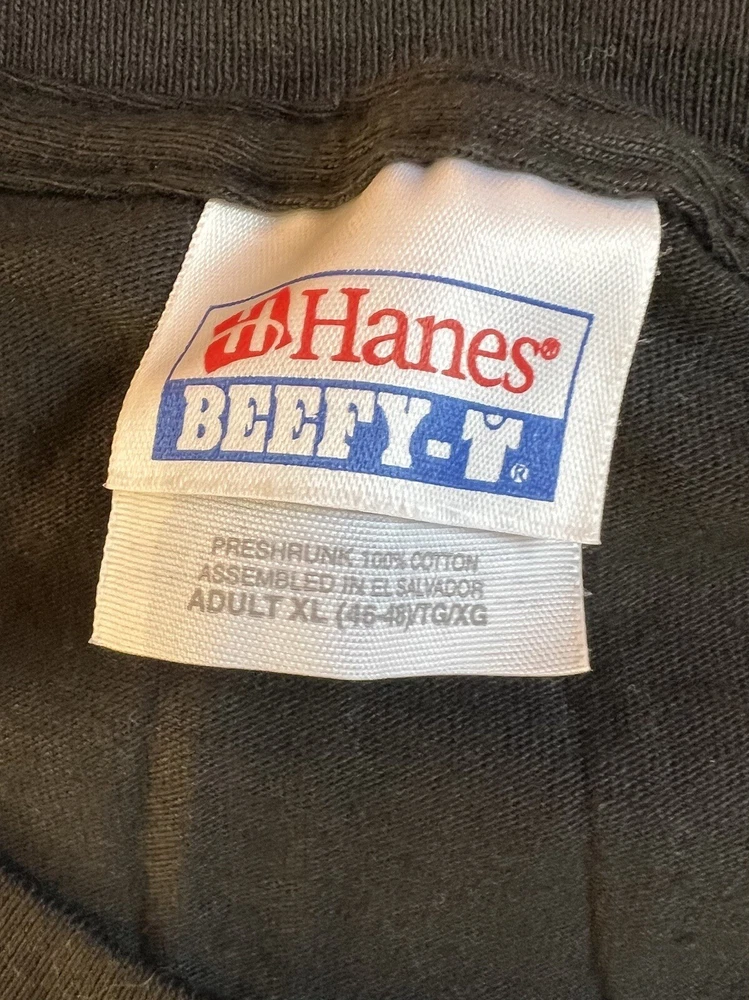 Hanes®
BEEFY-T®
PRESHRUNK 100% COTTON
ASSEMBLED IN EL SALVADOR
ADULT XL (46-48)/TG/XG